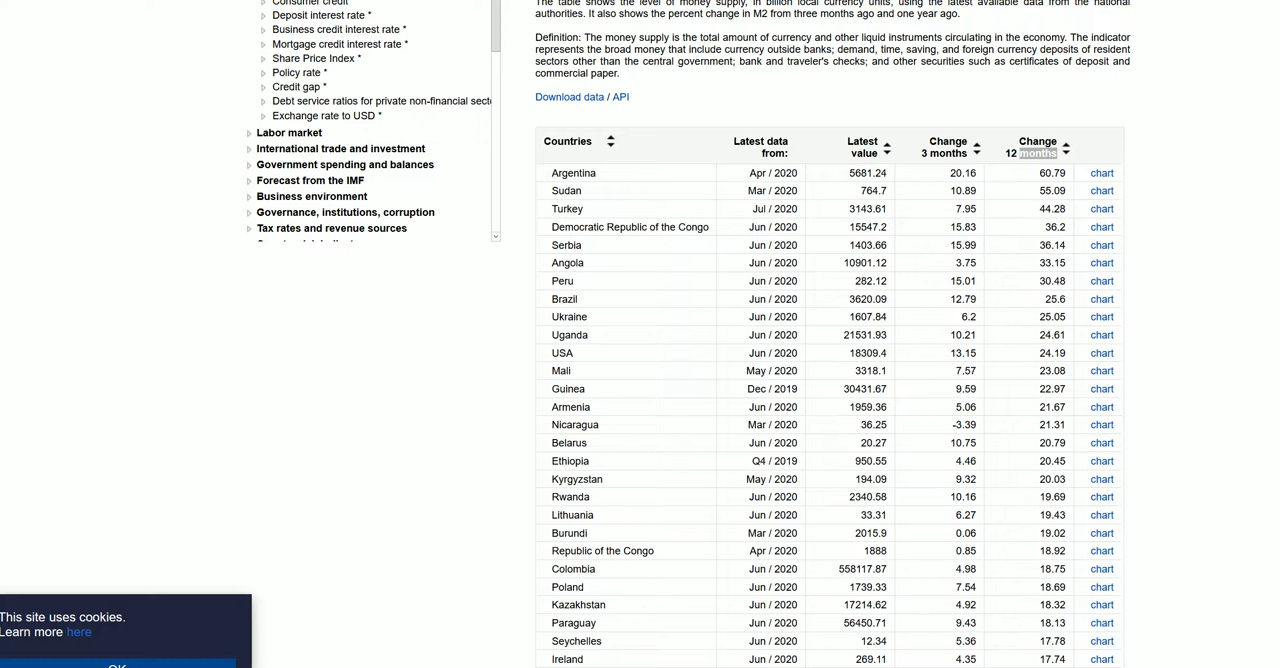 Consumer credit
Deposit interest rate *
Business credit interest rate *
Mortgage credit interest rate *
Share Price Index *
Policy rate *
Credit gap *
Debt service ratios for private non-financial secto
Exchange rate to USD *
Labor market
International trade and investment
Government spending and balances
Forecast from the IMF
Business environment
Governance, institutions, corruption
Tax rates and revenue sources
The table shows the level of money supply, in billion local currency units, using the latest available data from the national
authorities. It also shows the percent change in M2 from three months ago and one year ago.
Definition: The money supply is the total amount of currency and other liquid instruments circulating in the economy. The indicator
represents the broad money that include currency outside banks; demand, time, saving, and foreign currency deposits of resident
sectors other than the central government; bank and traveler's checks; and other securities such as certificates of deposit and
commercial paper.
Download data / API
Countries Latest data from: Latest value Change 3 months Change 12 months
Argentina Apr / 2020 5681.24 20.16 60.79 chart
Sudan Mar / 2020 764.7 10.89 55.09 chart
Turkey Jul / 2020 3143.61 7.95 44.28 chart
Democratic Republic of the Congo Jun / 2020 15547.2 15.83 36.2 chart
Serbia Jun / 2020 1403.66 15.99 36.14 chart
Angola Jun / 2020 10901.12 3.75 33.15 chart
Peru Jun / 2020 282.12 15.01 30.48 chart
Brazil Jun / 2020 3620.09 12.79 25.6 chart
Ukraine Jun / 2020 1607.84 6.2 25.05 chart
Uganda Jun / 2020 21531.93 10.21 24.61 chart
USA Jun / 2020 18309.4 13.15 24.19 chart
Mali May / 2020 3318.1 7.57 23.08 chart
Guinea Dec / 2019 30431.67 9.59 22.97 chart
Armenia Jun / 2020 1959.36 5.06 21.67 chart
Nicaragua Mar / 2020 36.25 -3.39 21.31 chart
Belarus Jun / 2020 20.27 10.75 20.79 chart
Ethiopia Q4 / 2019 950.55 4.46 20.45 chart
Kyrgyzstan May / 2020 194.09 9.32 20.03 chart
Rwanda Jun / 2020 2340.58 10.16 19.69 chart
Lithuania Jun / 2020 33.31 6.27 19.43 chart
Burundi Mar / 2020 2015.9 0.06 19.02 chart
Republic of the Congo Apr / 2020 1888 0.85 18.92 chart
Colombia Jun / 2020 558117.87 4.98 18.75 chart
Poland Jun / 2020 1739.33 7.54 18.69 chart
Kazakhstan Jun / 2020 17214.62 4.92 18.32 chart
Paraguay Jun / 2020 56450.71 9.43 18.13 chart
Seychelles Jun / 2020 12.34 5.36 17.78 chart
Ireland Jun / 2020 269.11 4.35 17.74 chart
This site uses cookies.
Learn more here
OK